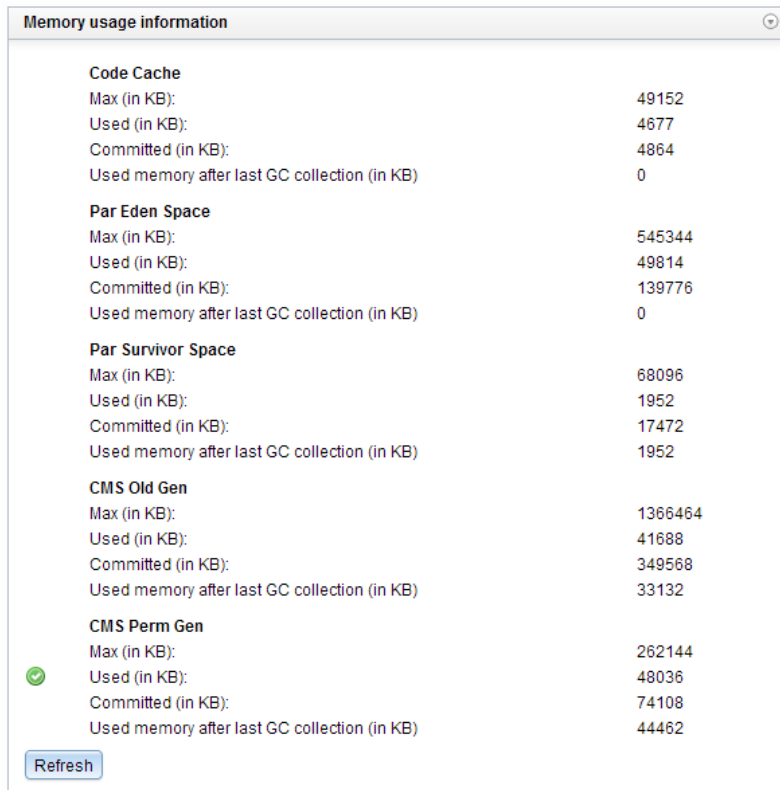 Memory usage information
Code Cache
Max (in KB): 49152
Used (in KB): 4677
Committed (in KB): 4864
Used memory after last GC collection (in KB) 0
Par Eden Space
Max (in KB): 545344
Used (in KB): 49814
Committed (in KB): 139776
Used memory after last GC collection (in KB) 0
Par Survivor Space
Max (in KB): 68096
Used (in KB): 1952
Committed (in KB): 17472
Used memory after last GC collection (in KB) 1952
CMS Old Gen
Max (in KB): 1366464
Used (in KB): 41688
Committed (in KB): 349568
Used memory after last GC collection (in KB) 33132
CMS Perm Gen
Max (in KB): 262144
Used (in KB): 48036
Committed (in KB): 74108
Used memory after last GC collection (in KB) 44462
Refresh